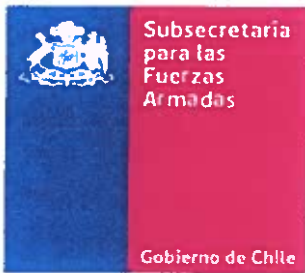 Subsecretaría
para las
Fuerzas
Armadas
Gobierno de Chile